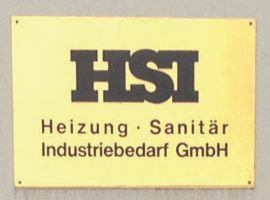 HSI
Heizung · Sanitär
Industriebedarf GmbH